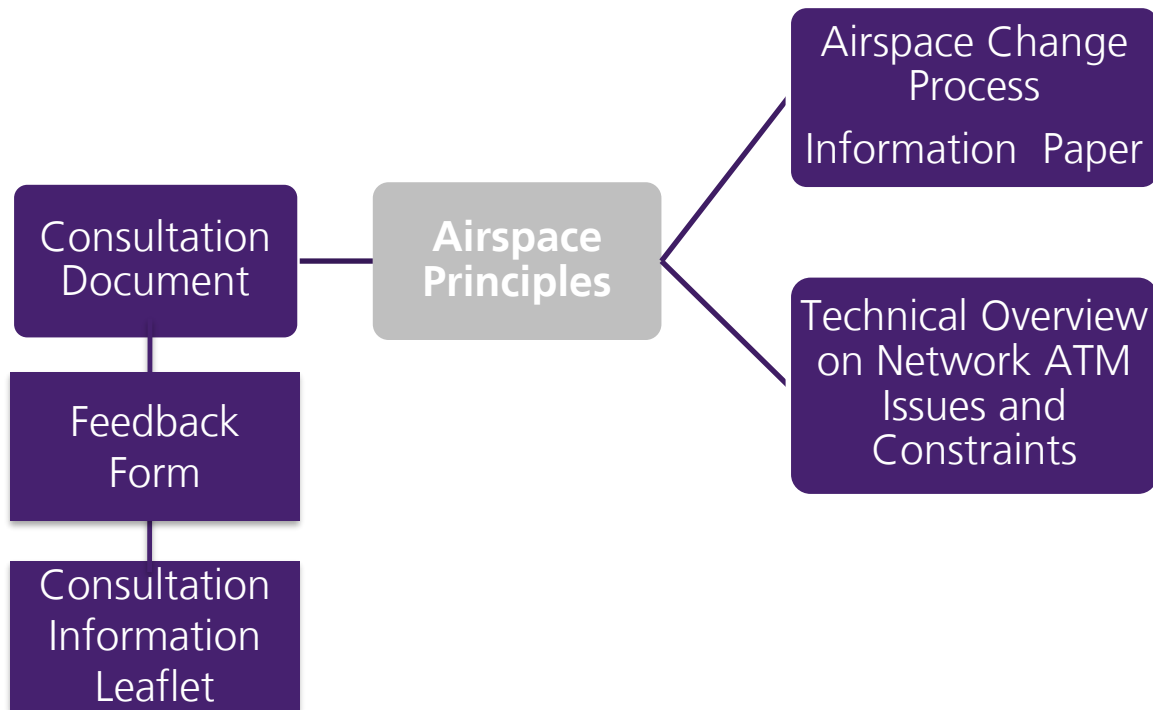 Airspace Change
Process
Information Paper
Consultation
Document
Airspace
Principles
Technical Overview
on Network ATM
Issues and
Constraints
Feedback
Form
Consultation
Information
Leaflet